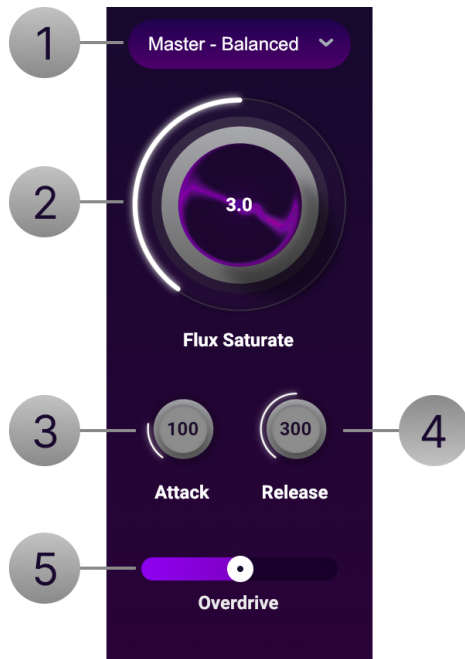 1
Master - Balanced
2
3.0
Flux Saturate
3
100
300
4
Attack
Release
5
Overdrive